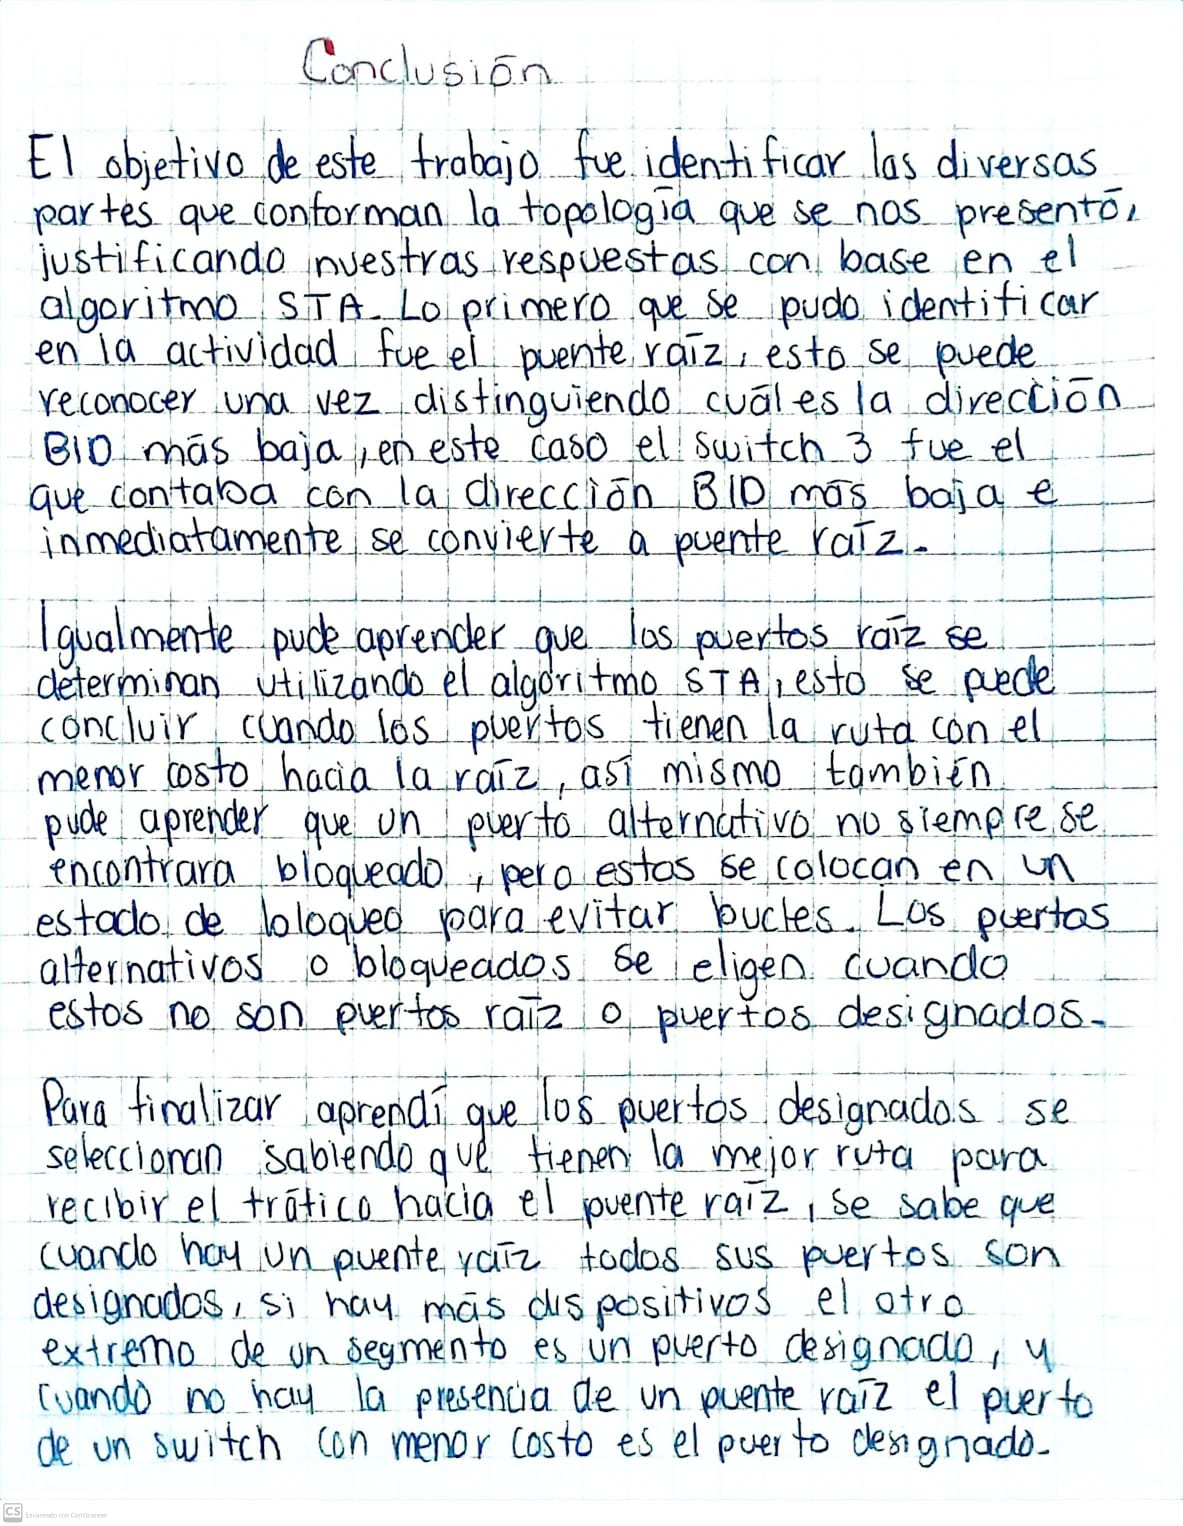 Conclusión
El objetivo de este trabajo fue identificar las diversas
partes que conforman la topología que se nos presentó,
justificando nuestras respuestas con base en el
algoritmo STA. Lo primero que se pudo identificar
en la actividad fue el puente raíz, esto se puede
reconocer una vez distinguiendo cuál es la dirección
BID más baja, en este caso el switch 3 fue el
que contaba con la dirección BID más baja e
inmediatamente se convierte a puente raíz.
Igualmente pude aprender que los puertos raíz se
determinan utilizando el algoritmo STA, esto se puede
concluir cuando los puertos tienen la ruta con el
menor costo hacia la raíz, así mismo también
pude aprender que un puerto alternativo no siempre se
encontrara bloqueado, pero estos se colocan en un
estado de bloqueo para evitar bucles. Los puertos
alternativos o bloqueados se eligen cuando
estos no son puertos raíz o puertos designados.
Para finalizar aprendí que los puertos designados se
seleccionan sabiendo que tienen la mejor ruta para
recibir el tráfico hacia el puente raíz, se sabe que
cuando hay un puente raíz todos sus puertos son
designados, si hay más dispositivos el otro
extremo de un segmento es un puerto designado, y
cuando no hay la presencia de un puente raíz el puerto
de un switch con menor costo es el puerto designado.
CS Escaneado con CamScanner